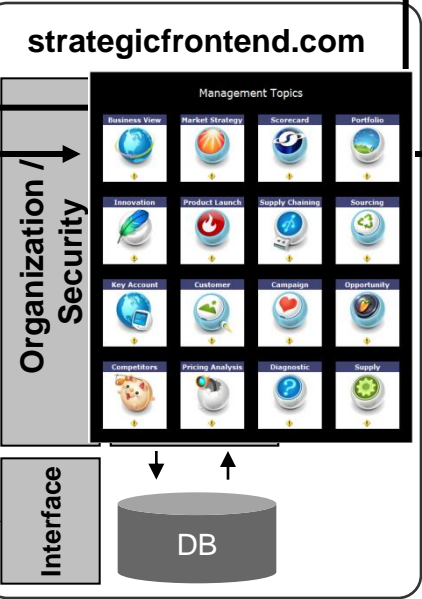 strategicfrontend.com
Organization /
Security
Management Topics
Business View Market Strategy Scorecard Portfolio
Innovation Product Launch Supply Chaining Sourcing
Key Account Customer Campaign Opportunity
Competitors Pricing Analysis Diagnostic Supply
Interface
DB